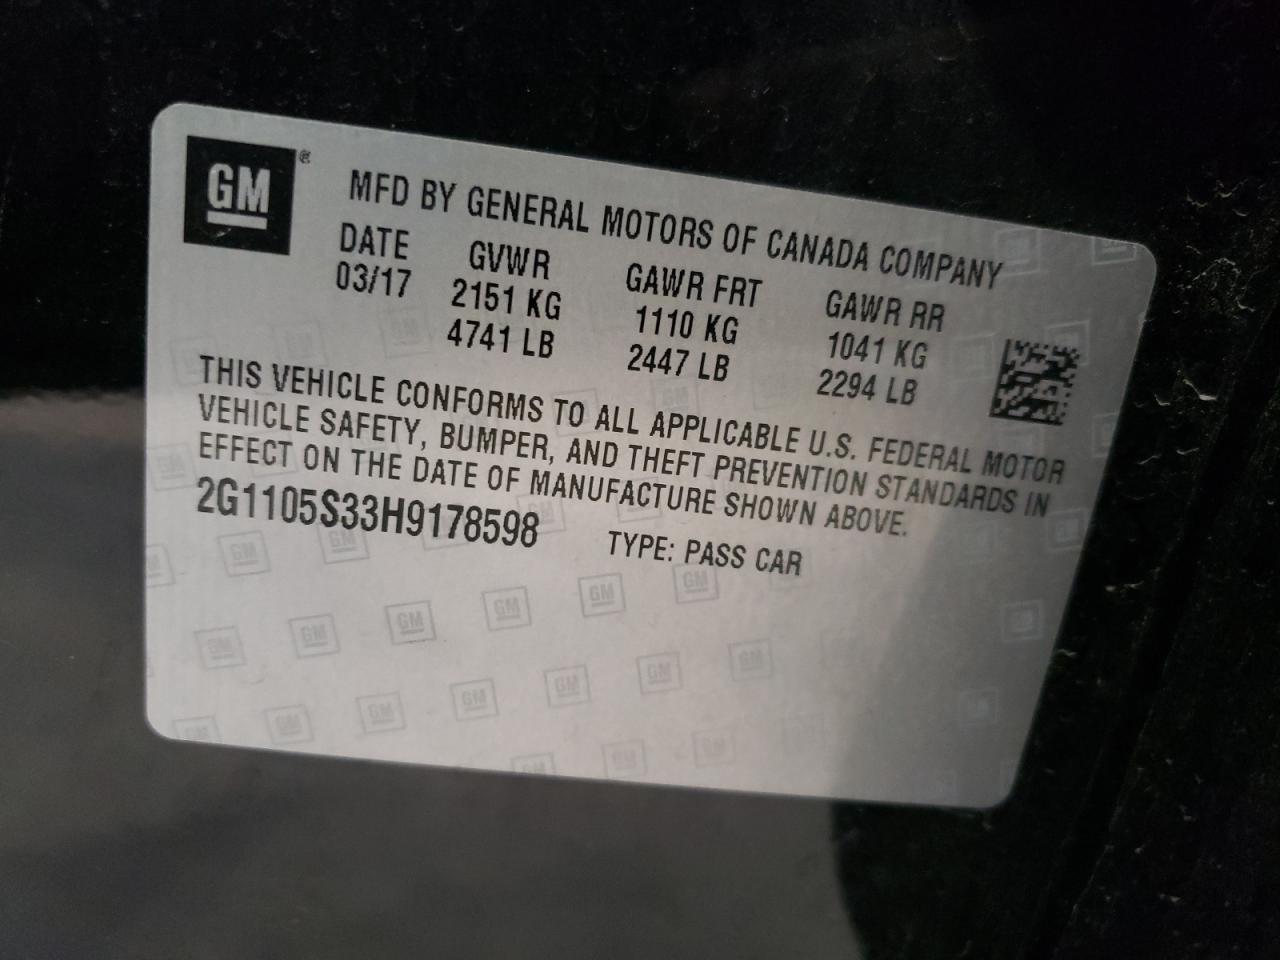 GM®
MFD BY GENERAL MOTORS OF CANADA COMPANY
DATE GVWR GAWR FRT GAWR RR
03/17 2151 KG 1110 KG 1041 KG
4741 LB 2447 LB 2294 LB
THIS VEHICLE CONFORMS TO ALL APPLICABLE U.S. FEDERAL MOTOR
VEHICLE SAFETY, BUMPER, AND THEFT PREVENTION STANDARDS IN
EFFECT ON THE DATE OF MANUFACTURE SHOWN ABOVE.
2G1105S33H9178598 TYPE: PASS CAR